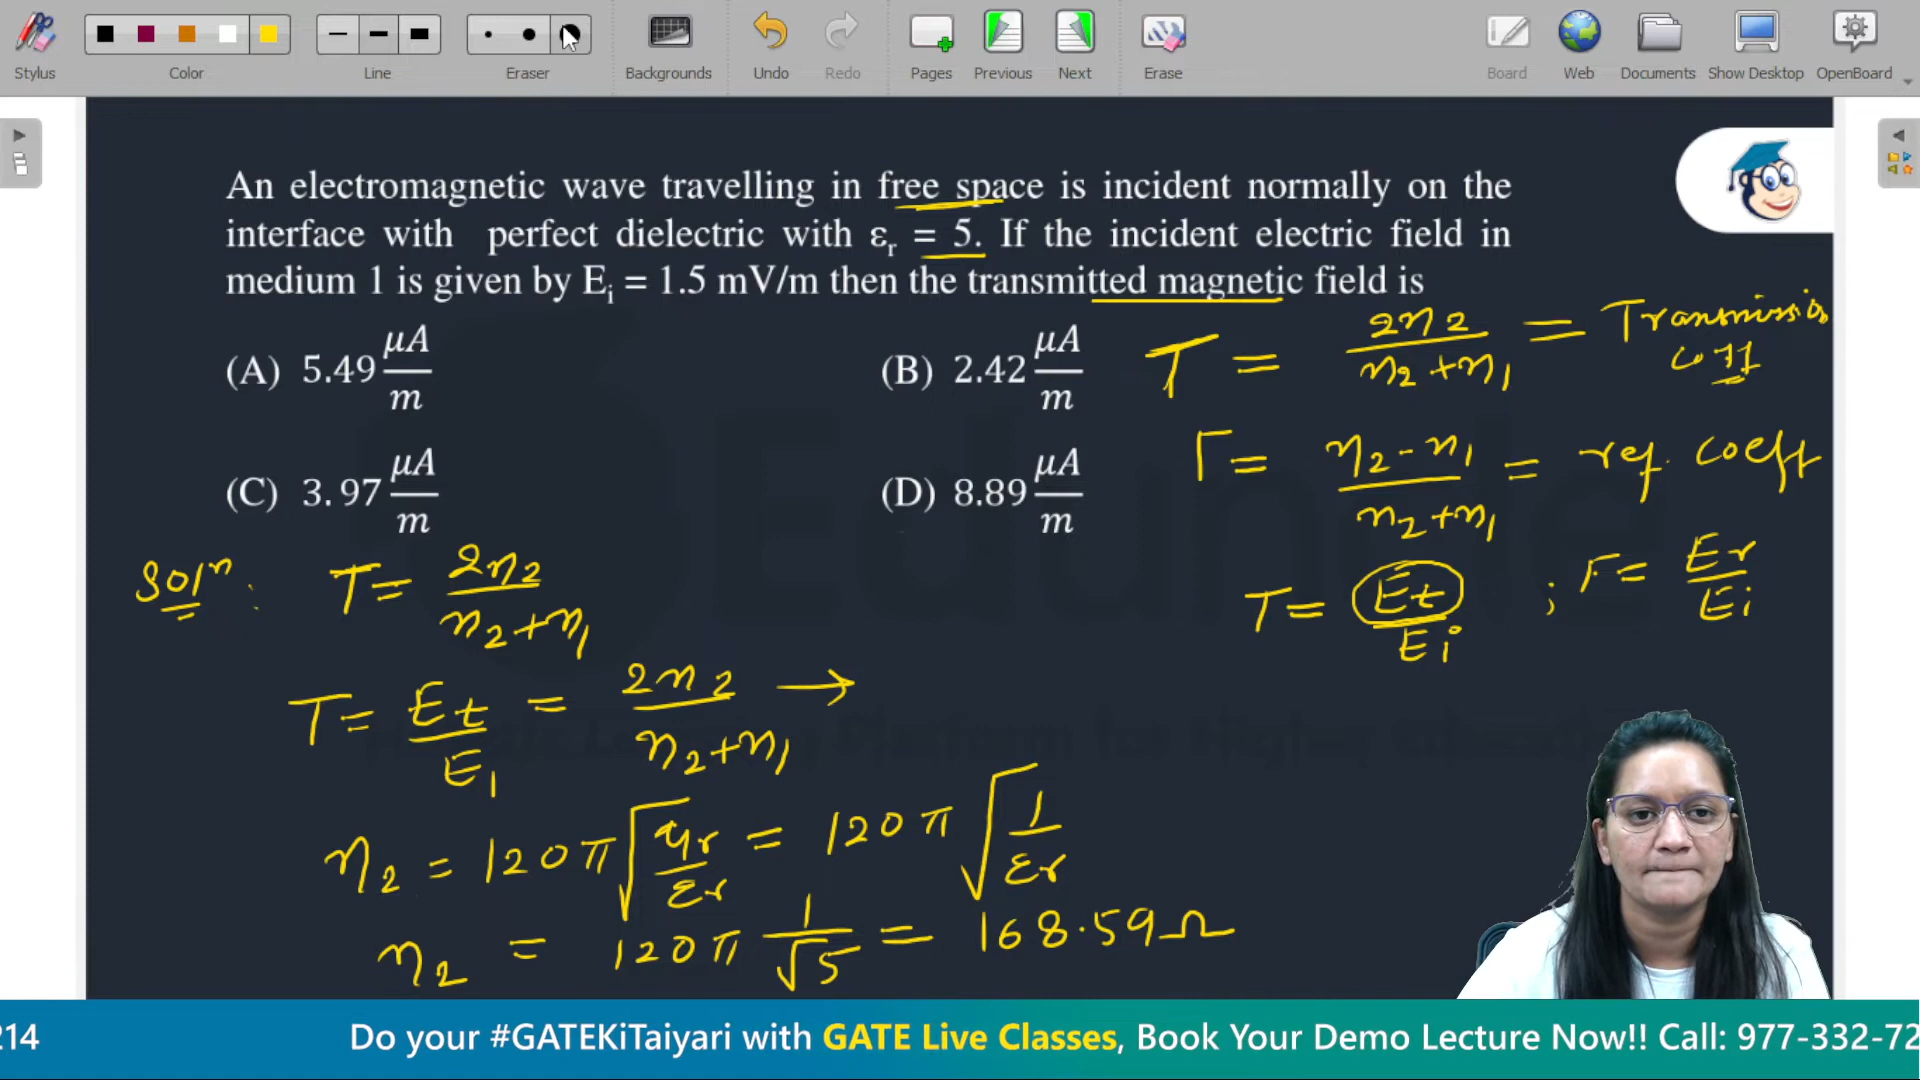 Stylus Color Line Eraser Backgrounds Undo Redo Pages Previous Next Erase Board Web Documents Show Desktop OpenBoard
An electromagnetic wave travelling in free space is incident normally on the
interface with perfect dielectric with εr = 5. If the incident electric field in
medium 1 is given by Ei = 1.5 mV/m then the transmitted magnetic field is
(A) 5.49 μA/m (B) 2.42 μA/m
(C) 3.97 μA/m (D) 8.89 μA/m
T = 2η2/(η2+η1) = Transmission coff
Γ = (η2-η1)/(η2+η1) = ref. coeff
T = Et/Ei ; Γ = Er/Ei
Solⁿ: T = 2η2/(η2+η1)
T = Et/E1 = 2η2/(η2+η1) →
η2 = 120π√(μr/εr) = 120π√(1/εr)
η2 = 120π 1/√5 = 168.59Ω
214 Do your #GATEKiTaiyari with GATE Live Classes, Book Your Demo Lecture Now!! Call: 977-332-72